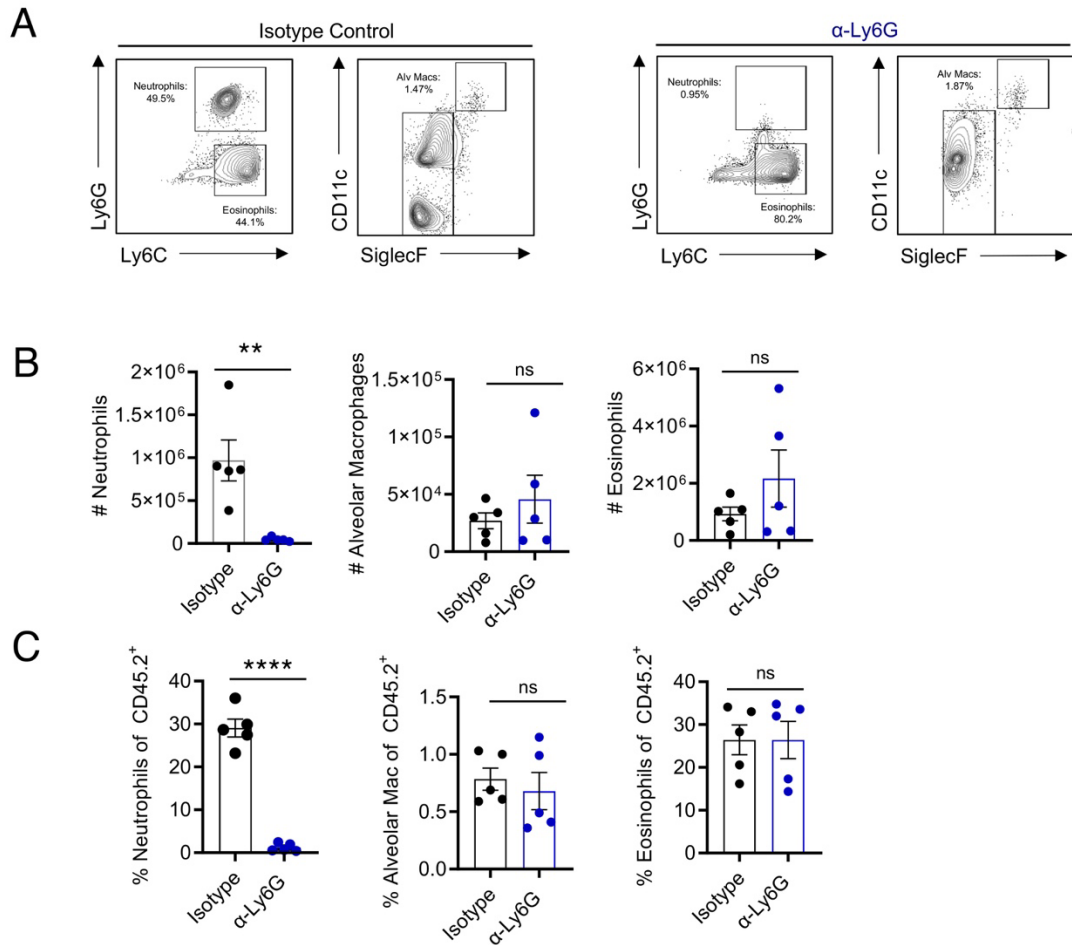 A
Isotype Control
α-Ly6G
Neutrophils:
49.5%
Eosinophils:
44.1%
Ly6G
Ly6C
Alv Macs:
1.47%
CD11c
SiglecF
Neutrophils:
0.95%
Eosinophils:
80.2%
Ly6G
Ly6C
Alv Macs:
1.87%
CD11c
SiglecF
B
# Neutrophils
2×10⁶
1×10⁶
1×10⁶
5×10⁵
0
**
Isotype
α-Ly6G
# Alveolar Macrophages
1×10⁵
1×10⁵
5×10⁴
0
ns
Isotype
α-Ly6G
# Eosinophils
6×10⁶
4×10⁶
2×10⁶
0
ns
Isotype
α-Ly6G
C
% Neutrophils of CD45.2⁺
40
30
20
10
0
****
Isotype
α-Ly6G
% Alveolar Mac of CD45.2⁺
1.5
1.0
0.5
0.0
ns
Isotype
α-Ly6G
% Eosinophils of CD45.2⁺
40
30
20
10
0
ns
Isotype
α-Ly6G